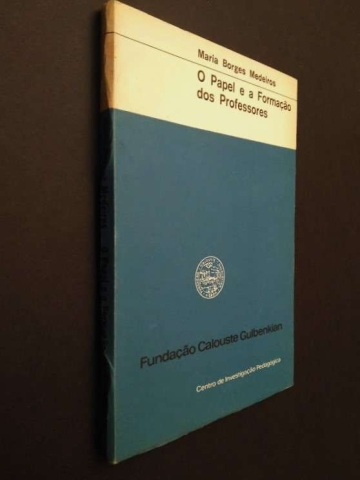 Maria Borges Medeiros
O Papel e a Formação
dos Professores
Fundação Calouste Gulbenkian
Centro de Investigação Pedagógica